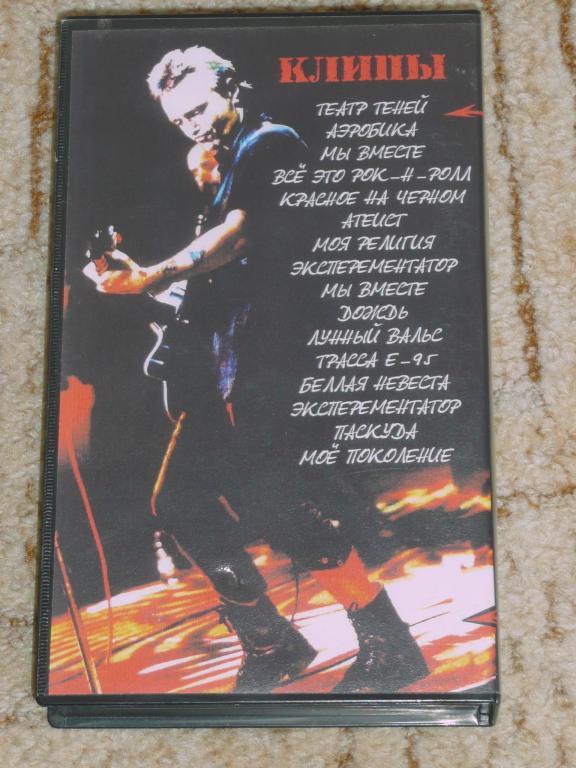 КЛИПЫ
ТЕАТР ТЕНЕЙ
АЭРОБИКА
МЫ ВМЕСТЕ
ВСЁ ЭТО РОК-Н-РОЛЛ
КРАСНОЕ НА ЧЕРНОМ
АТЕИСТ
МОЯ РЕЛИГИЯ
ЭКСПЕРЕМЕНТАТОР
МЫ ВМЕСТЕ
ДОЖДЬ
ЛУННЫЙ ВАЛЬС
ТРАССА Е-95
БЕЛЛАЯ НЕВЕСТА
ЭКСПЕРЕМЕНТАТОР
ПАСКУДА
МОЁ ПОКОЛЕНИЕ